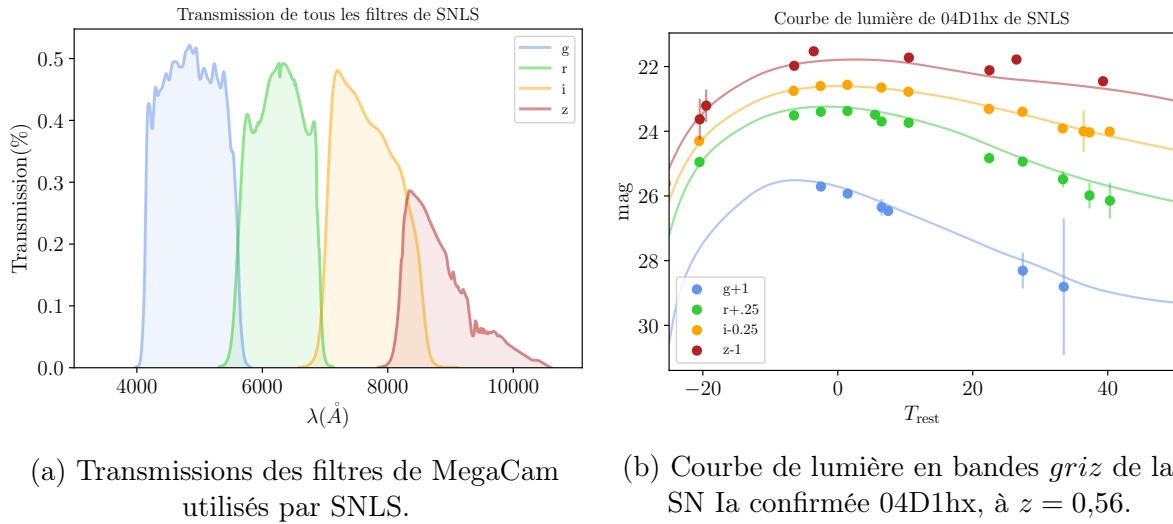 Transmission de tous les filtres de SNLS
0.5
0.4
0.3
0.2
0.1
0.0
Transmission(%)
4000
6000
8000
10000
λ(Å)
g
r
i
z
(a) Transmissions des filtres de MegaCam
utilisés par SNLS.
Courbe de lumière de 04D1hx de SNLS
22
24
26
28
30
mag
−20
0
20
40
T_rest
g+1
r+.25
i-0.25
z-1
(b) Courbe de lumière en bandes griz de la
SN Ia confirmée 04D1hx, à z = 0,56.